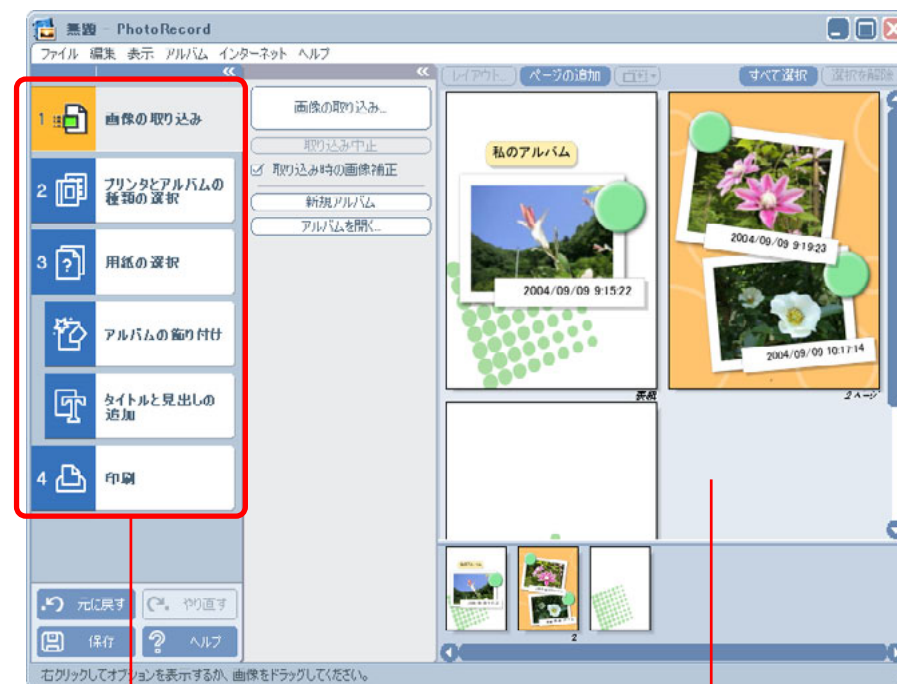 無題 - PhotoRecord
ファイル 編集 表示 アルバム インターネット ヘルプ
1 画像の取り込み
2 プリンタとアルバムの
種類の選択
3 用紙の選択
アルバムの飾り付け
タイトルと見出しの
追加
4 印刷
元に戻す やり直す
保存 ヘルプ
画像の取り込み...
取り込み中止
取り込み時の画像補正
新規アルバム
アルバムを開く...
レイアウト... ページの追加 すべて選択 選択を解除
私のアルバム
2004/09/09 9:15:22
表紙
2004/09/09 9:19:23
2004/09/09 10:17:14
2ページ
2
右クリックしてオプションを表示するか、画像をドラッグしてください。